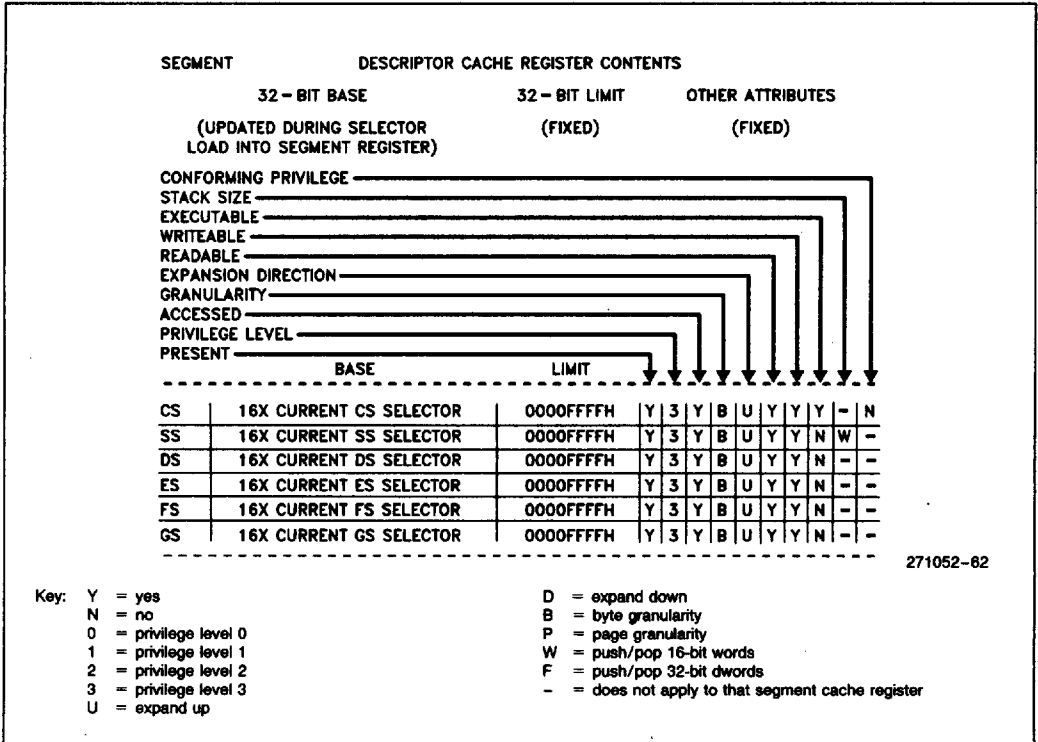 SEGMENT DESCRIPTOR CACHE REGISTER CONTENTS
32 – BIT BASE 32 – BIT LIMIT OTHER ATTRIBUTES
(UPDATED DURING SELECTOR (FIXED) (FIXED)
LOAD INTO SEGMENT REGISTER)
CONFORMING PRIVILEGE
STACK SIZE
EXECUTABLE
WRITEABLE
READABLE
EXPANSION DIRECTION
GRANULARITY
ACCESSED
PRIVILEGE LEVEL
PRESENT
BASE LIMIT
CS 16X CURRENT CS SELECTOR 0000FFFFH Y 3 Y B U Y Y Y - N
SS 16X CURRENT SS SELECTOR 0000FFFFH Y 3 Y B U Y Y N W -
DS 16X CURRENT DS SELECTOR 0000FFFFH Y 3 Y B U Y Y N - -
ES 16X CURRENT ES SELECTOR 0000FFFFH Y 3 Y B U Y Y N - -
FS 16X CURRENT FS SELECTOR 0000FFFFH Y 3 Y B U Y Y N - -
GS 16X CURRENT GS SELECTOR 0000FFFFH Y 3 Y B U Y Y N - -
271052–62
Key: Y = yes D = expand down
N = no B = byte granularity
0 = privilege level 0 P = page granularity
1 = privilege level 1 W = push/pop 16-bit words
2 = privilege level 2 F = push/pop 32-bit dwords
3 = privilege level 3 – = does not apply to that segment cache register
U = expand up